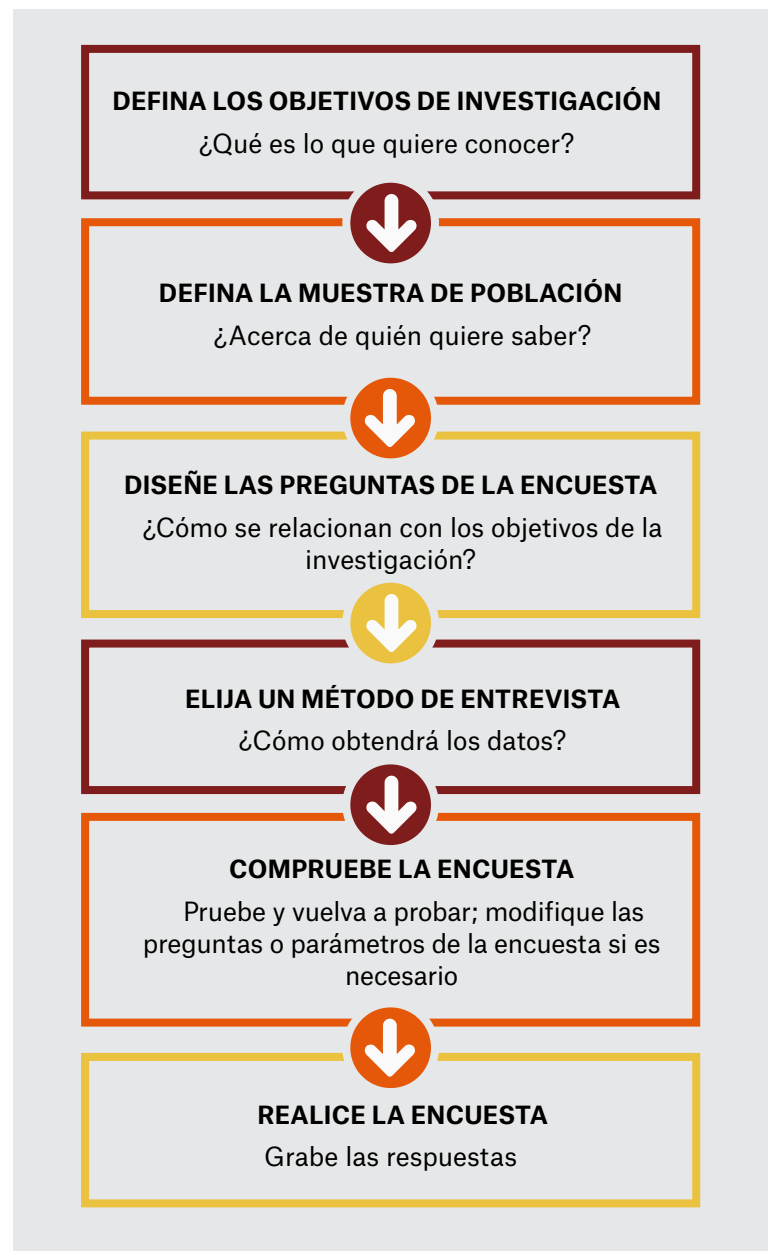 DEFINA LOS OBJETIVOS DE INVESTIGACIÓN
¿Qué es lo que quiere conocer?
DEFINA LA MUESTRA DE POBLACIÓN
¿Acerca de quién quiere saber?
DISEÑE LAS PREGUNTAS DE LA ENCUESTA
¿Cómo se relacionan con los objetivos de la
investigación?
ELIJA UN MÉTODO DE ENTREVISTA
¿Cómo obtendrá los datos?
COMPRUEBE LA ENCUESTA
Pruebe y vuelva a probar; modifique las
preguntas o parámetros de la encuesta si es
necesario
REALICE LA ENCUESTA
Grabe las respuestas